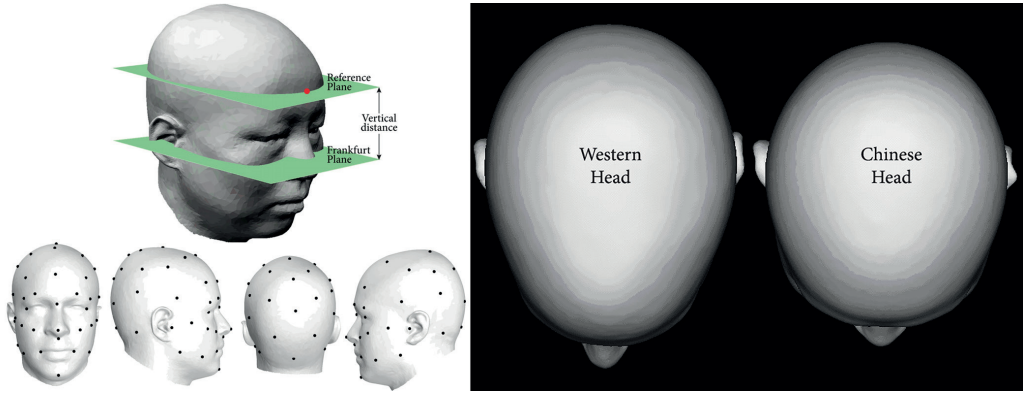 Reference
Plane
Vertical
distance
Frankfurt
Plane
Western
Head
Chinese
Head